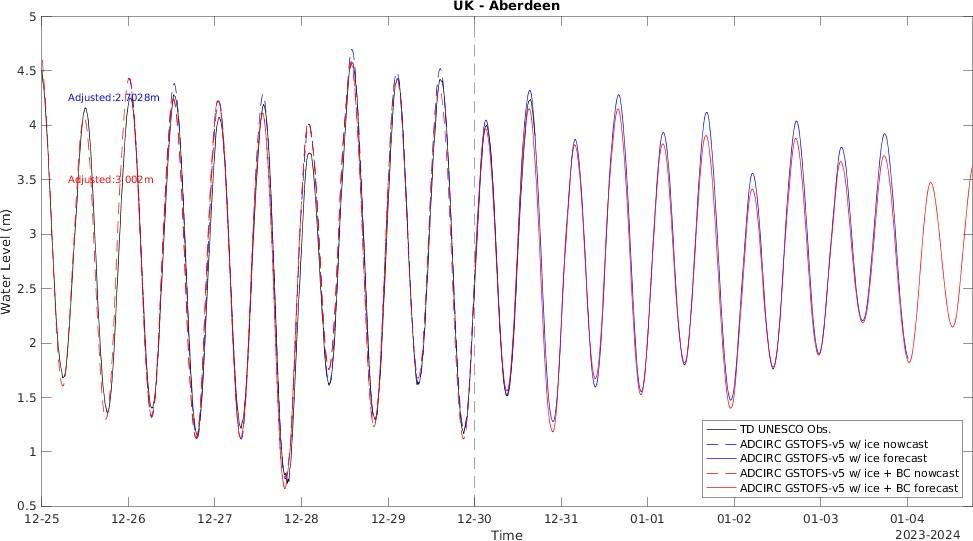 UK - Aberdeen
5
4.5
4
3.5
3
2.5
2
1.5
1
0.5
Water Level (m)
Adjusted:2.7028m
Adjusted:3.002m
TD UNESCO Obs.
ADCIRC GSTOFS-v5 w/ ice nowcast
ADCIRC GSTOFS-v5 w/ ice forecast
ADCIRC GSTOFS-v5 w/ ice + BC nowcast
ADCIRC GSTOFS-v5 w/ ice + BC forecast
12-25 12-26 12-27 12-28 12-29 12-30 12-31 01-01 01-02 01-03 01-04
Time
2023-2024